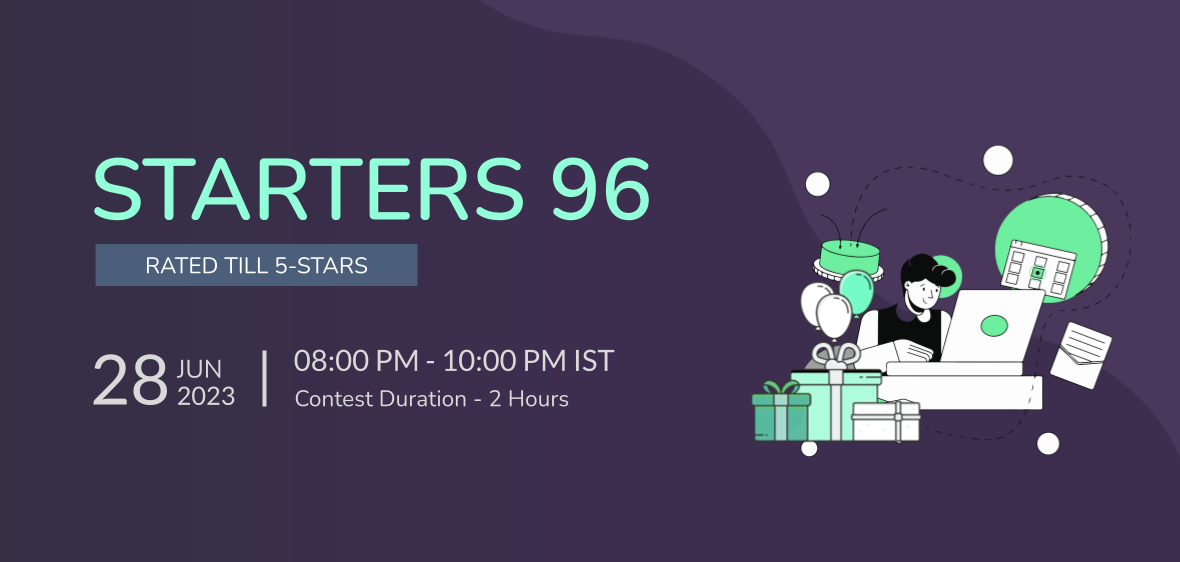 STARTERS 96
RATED TILL 5-STARS
28 JUN 2023
08:00 PM - 10:00 PM IST
Contest Duration - 2 Hours